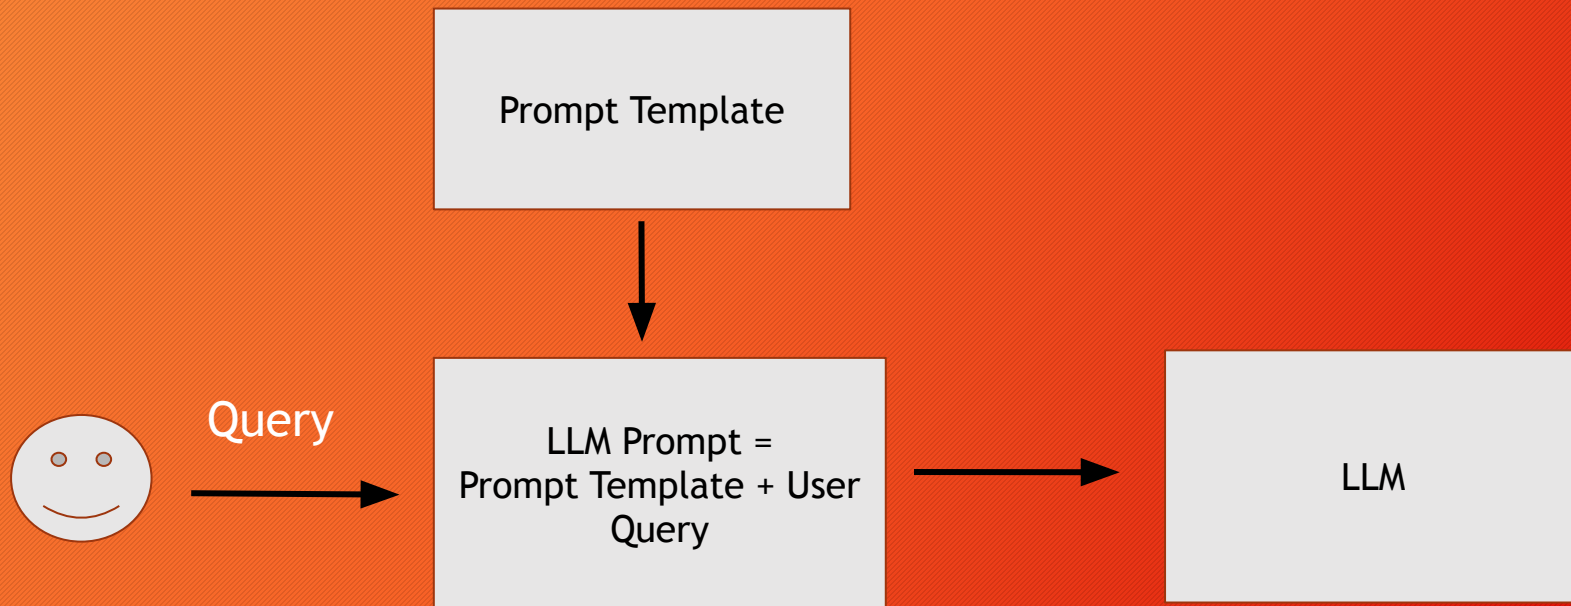 Prompt Template
Query
LLM Prompt =
Prompt Template + User
Query
LLM